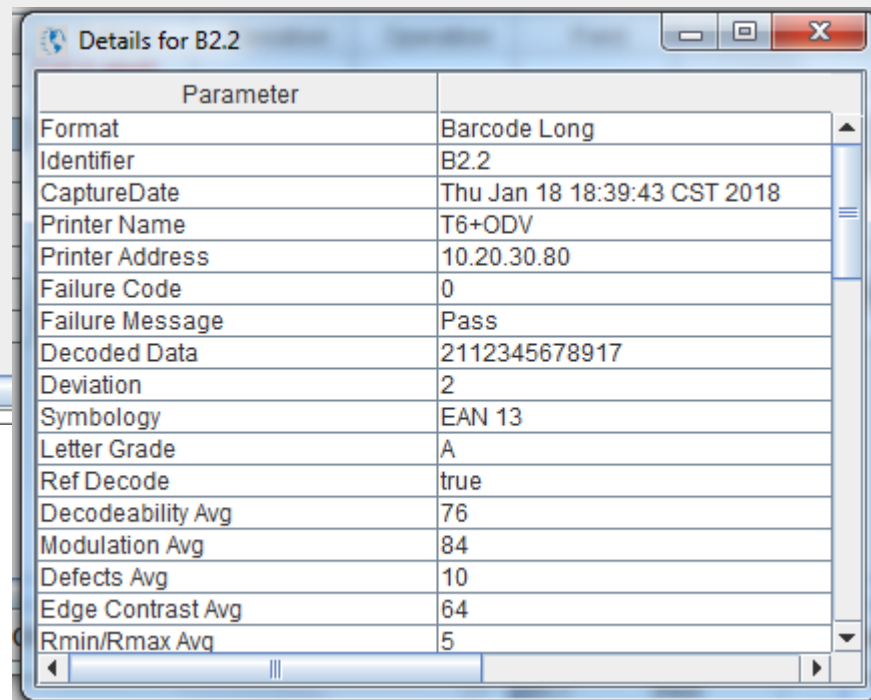 Details for B2.2
Parameter
Format Barcode Long
Identifier B2.2
CaptureDate Thu Jan 18 18:39:43 CST 2018
Printer Name T6+ODV
Printer Address 10.20.30.80
Failure Code 0
Failure Message Pass
Decoded Data 2112345678917
Deviation 2
Symbology EAN 13
Letter Grade A
Ref Decode true
Decodeability Avg 76
Modulation Avg 84
Defects Avg 10
Edge Contrast Avg 64
Rmin/Rmax Avg 5